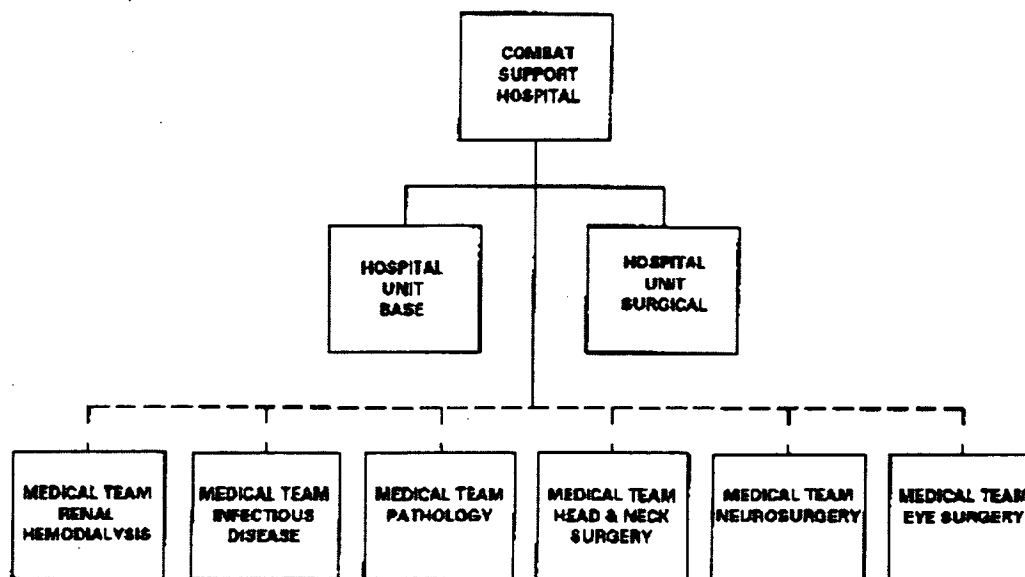 COMBAT
SUPPORT
HOSPITAL
HOSPITAL
UNIT
BASE
HOSPITAL
UNIT
SURGICAL
MEDICAL TEAM
RENAL
HEMODIALYSIS
MEDICAL TEAM
INFECTIOUS
DISEASE
MEDICAL TEAM
PATHOLOGY
MEDICAL TEAM
HEAD & NECK
SURGERY
MEDICAL TEAM
NEUROSURGERY
MEDICAL TEAM
EYE SURGERY